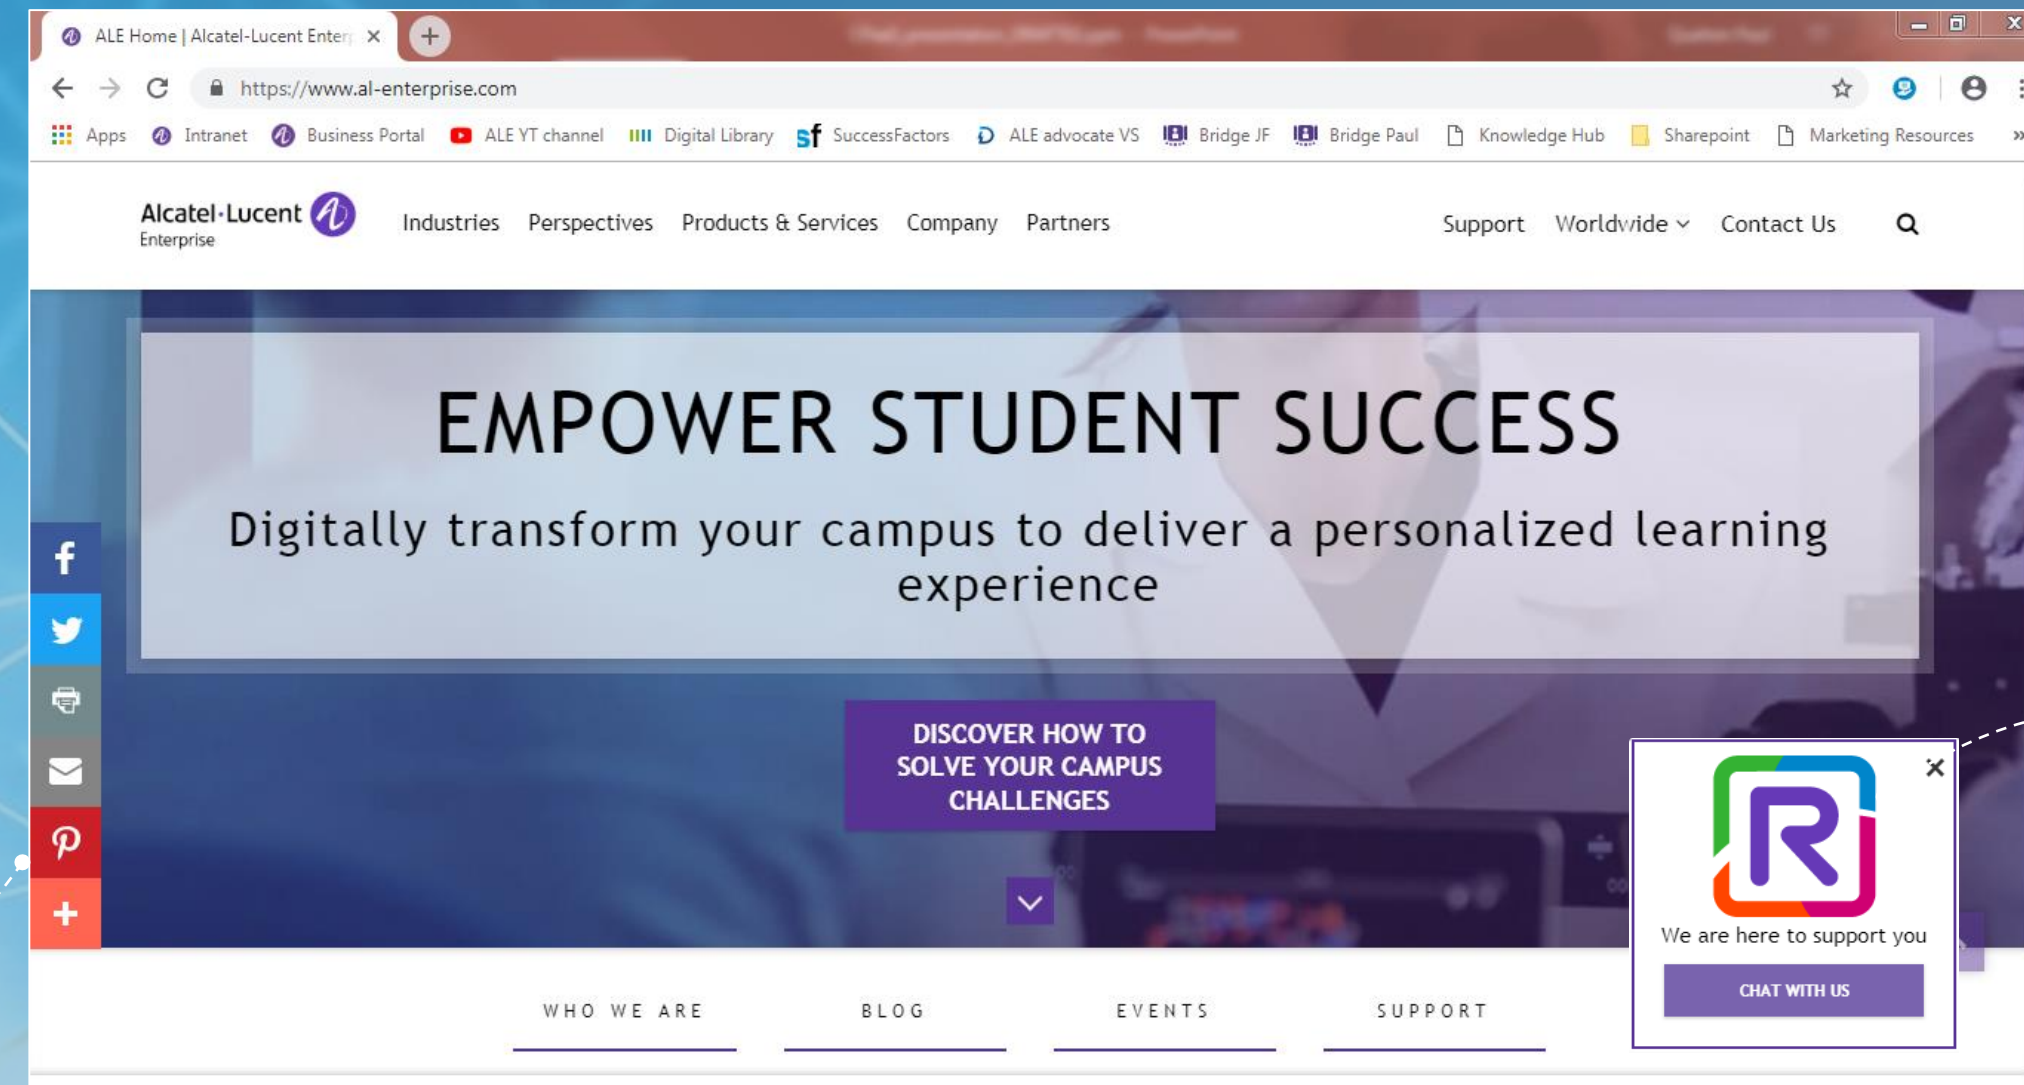 ALE Home | Alcatel-Lucent Enter
https://www.al-enterprise.com
Apps Intranet Business Portal ALE YT channel Digital Library SuccessFactors ALE advocate VS Bridge JF Bridge Paul Knowledge Hub Sharepoint Marketing Resources
Alcatel·Lucent
Enterprise
Industries Perspectives Products & Services Company Partners Support Worldwide Contact Us
EMPOWER STUDENT SUCCESS
Digitally transform your campus to deliver a personalized learning
experience
DISCOVER HOW TO
SOLVE YOUR CAMPUS
CHALLENGES
R
We are here to support you
CHAT WITH US
WHO WE ARE BLOG EVENTS SUPPORT